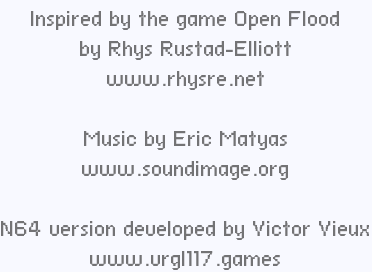 Inspired by the game Open Flood
by Rhys Rustad-Elliott
www.rhysre.net
Music by Eric Matyas
www.soundimage.org
N64 version developed by Victor Vieux
www.vrgl117.games